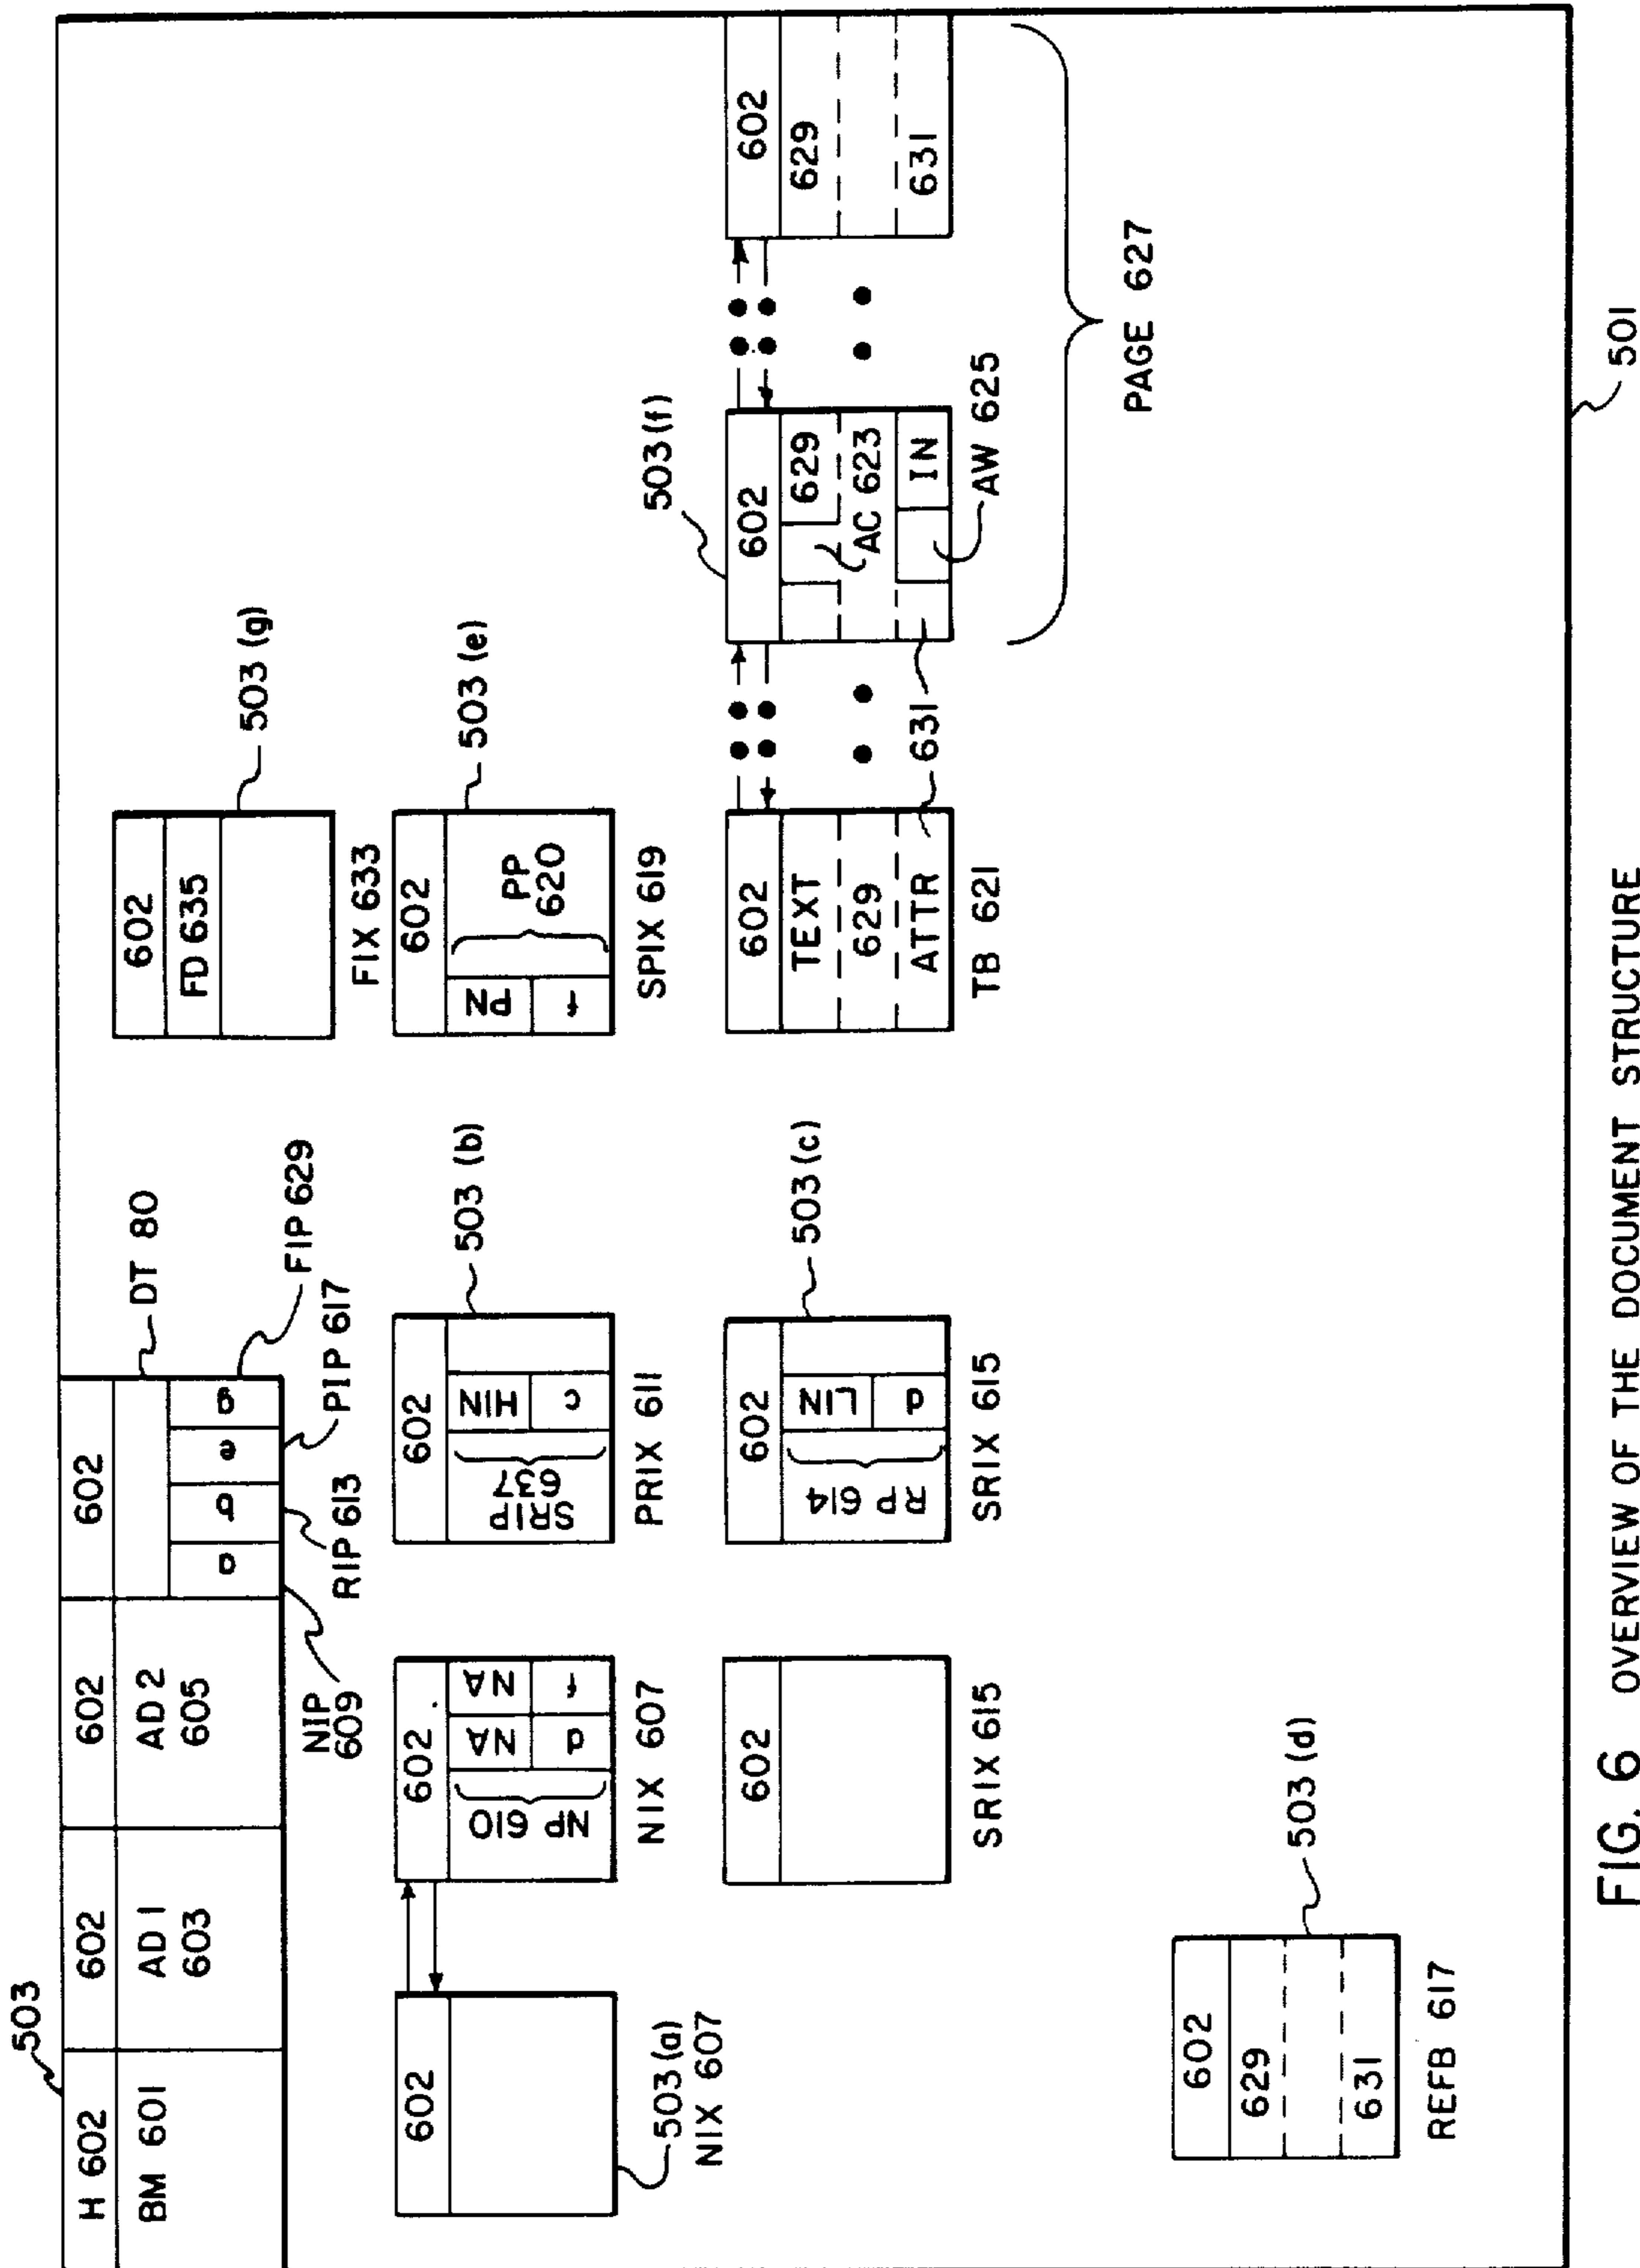 503
H 602
602
602
602
BM 601
AD 1
603
AD 2
605
DT 80
a
b
e
g
FIP 629
PIP 617
RIP 613
NIP
609
602
503 (a)
NIX 607
602
NP 610
NA
NA
d
f
NIX 607
602
SRIP
637
HIN
c
503 (b)
PRIX 611
602
FD 635
503 (g)
FIX 633
602
PN
f
PP
620
503 (e)
SPIX 619
602
SRIX 615
602
RP 614
LIN
d
503 (c)
SRIX 615
602
TEXT
629
ATTR
631
TB 621
503 (f)
602
629
AC 623
IN
AW 625
602
629
631
PAGE 627
602
629
631
503 (d)
REFB 617
501
FIG. 6 OVERVIEW OF THE DOCUMENT STRUCTURE